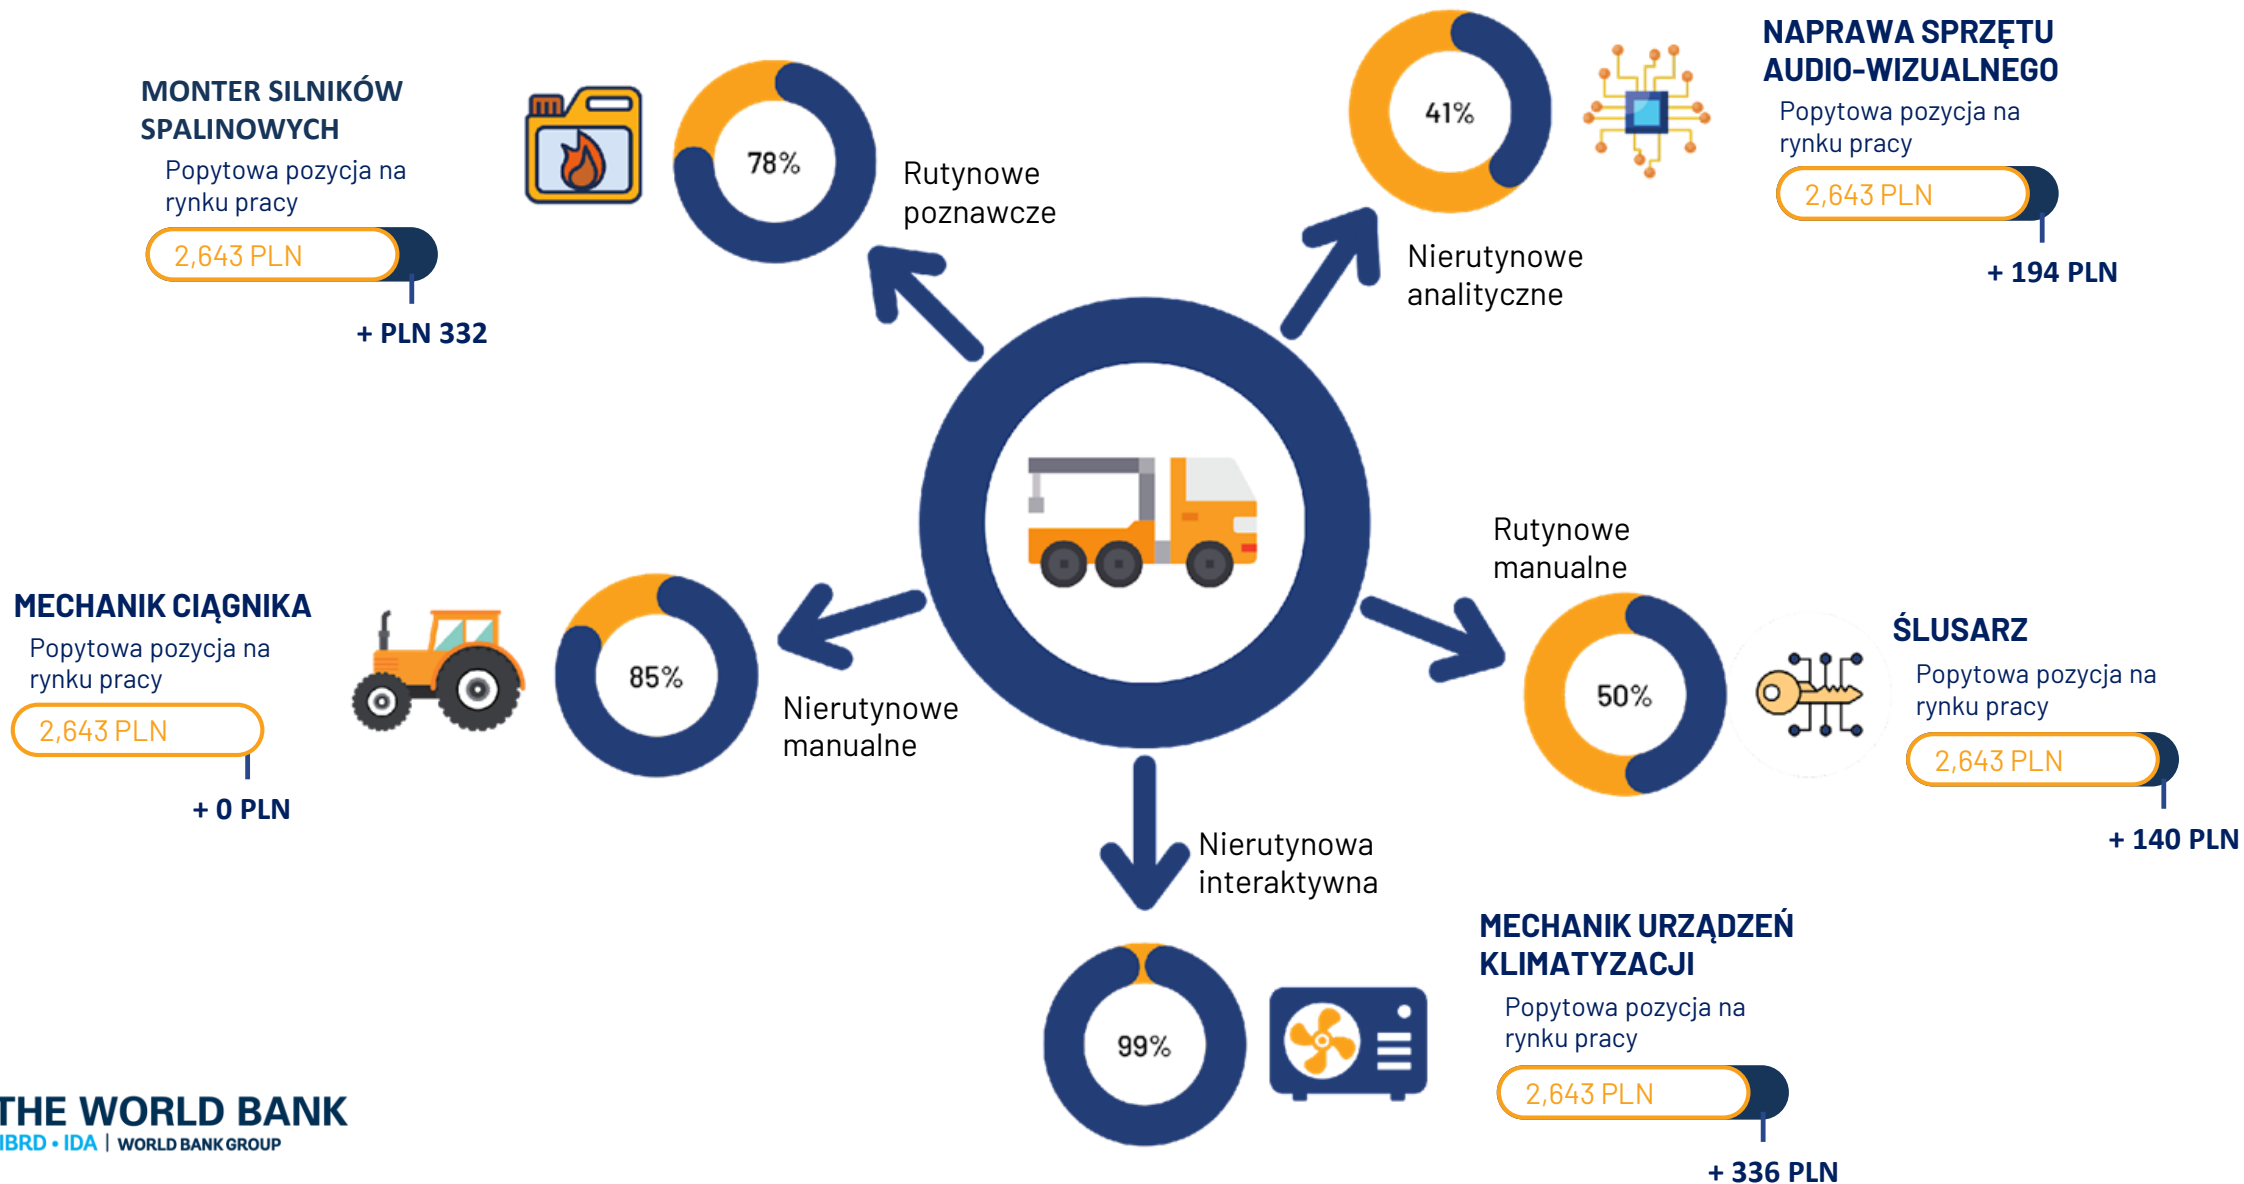 MONTER SILNIKÓW
SPALINOWYCH
Popytowa pozycja na
rynku pracy
2,643 PLN
+ PLN 332
78%
Rutynowe
poznawcze
41%
Nierutynowe
analityczne
NAPRAWA SPRZĘTU
AUDIO-WIZUALNEGO
Popytowa pozycja na
rynku pracy
2,643 PLN
+ 194 PLN
MECHANIK CIĄGNIKA
Popytowa pozycja na
rynku pracy
2,643 PLN
+ 0 PLN
85%
Nierutynowe
manualne
Rutynowe
manualne
50%
ŚLUSARZ
Popytowa pozycja na
rynku pracy
2,643 PLN
+ 140 PLN
Nierutynowa
interaktywna
99%
MECHANIK URZĄDZEŃ
KLIMATYZACJI
Popytowa pozycja na
rynku pracy
2,643 PLN
+ 336 PLN
THE WORLD BANK
IBRD • IDA | WORLD BANK GROUP